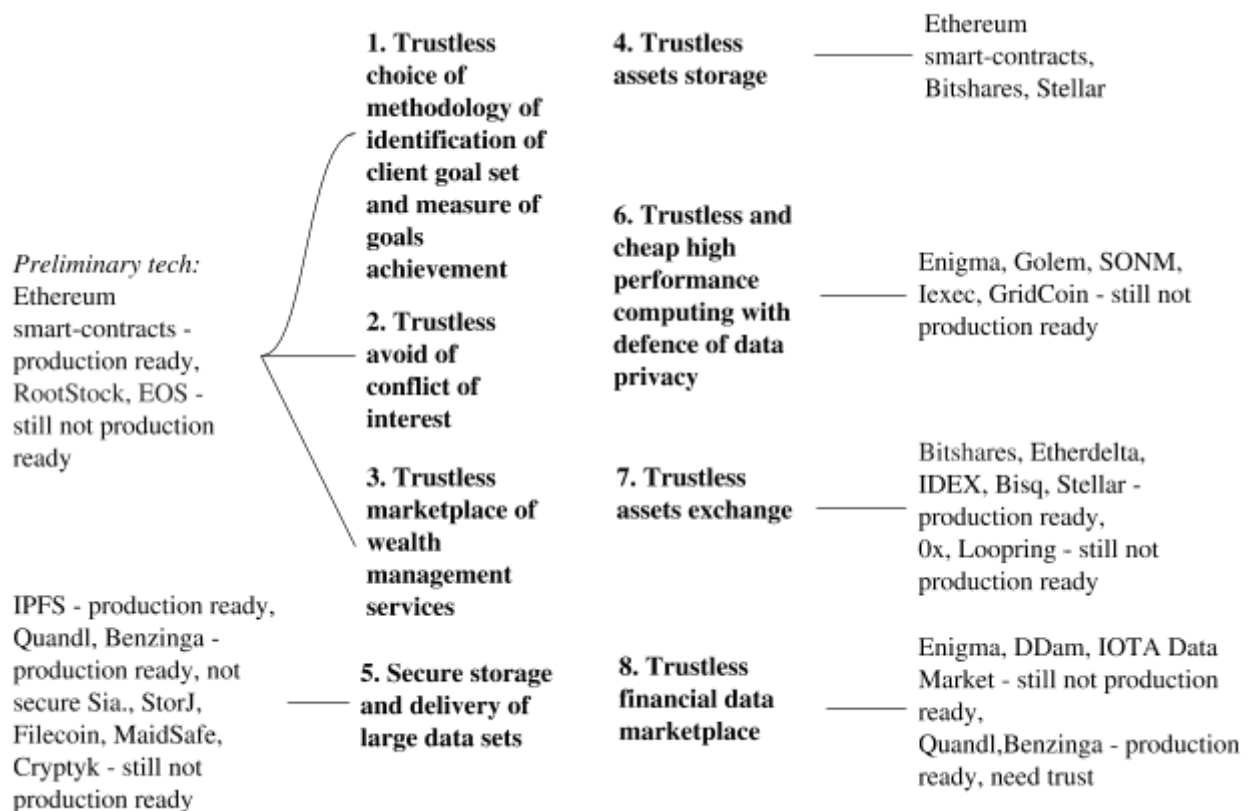 Preliminary tech:
Ethereum
smart-contracts -
production ready,
RootStock, EOS -
still not production
ready
IPFS - production ready,
Quandl, Benzinga -
production ready, not
secure Sia., StorJ,
Filecoin, MaidSafe,
Cryptyk - still not
production ready
1. Trustless
choice of
methodology of
identification of
client goal set
and measure of
goals
achievement
2. Trustless
avoid of
conflict of
interest
3. Trustless
marketplace of
wealth
management
services
5. Secure storage
and delivery of
large data sets
4. Trustless
assets storage
6. Trustless and
cheap high
performance
computing with
defence of data
privacy
7. Trustless
assets exchange
8. Trustless
financial data
marketplace
Ethereum
smart-contracts,
Bitshares, Stellar
Enigma, Golem, SONM,
Iexec, GridCoin - still not
production ready
Bitshares, Etherdelta,
IDEX, Bisq, Stellar -
production ready,
0x, Loopring - still not
production ready
Enigma, DDam, IOTA Data
Market - still not production
ready,
Quandl,Benzinga - production
ready, need trust